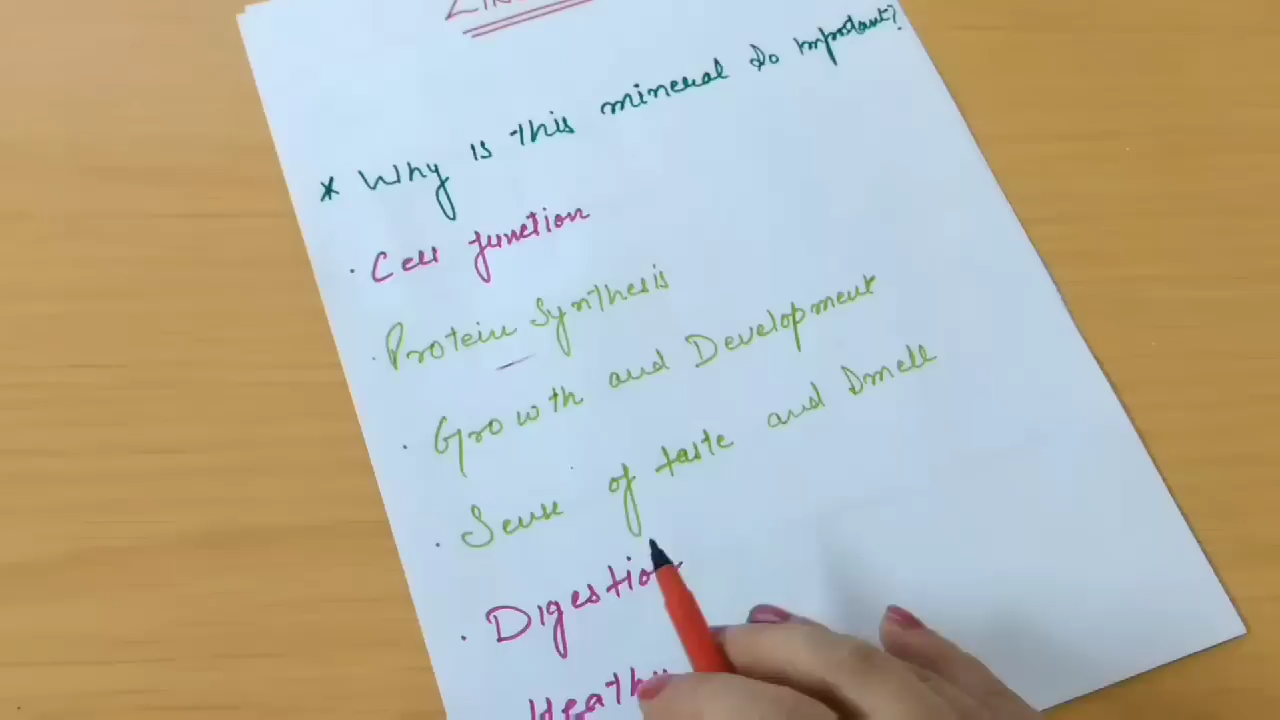 * Why is this mineral so important?
· Cell function
· Protein Synthesis
· Growth and Development
· Sense of taste and Smell
· Digestion